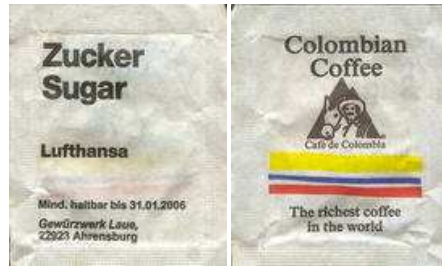 Zucker
Sugar
Lufthansa
Mind. haltbar bis 31.01.2006
Gewürzwerk Laue,
22923 Ahrensburg
Colombian
Coffee
Café de Colombia
The richest coffee
in the world